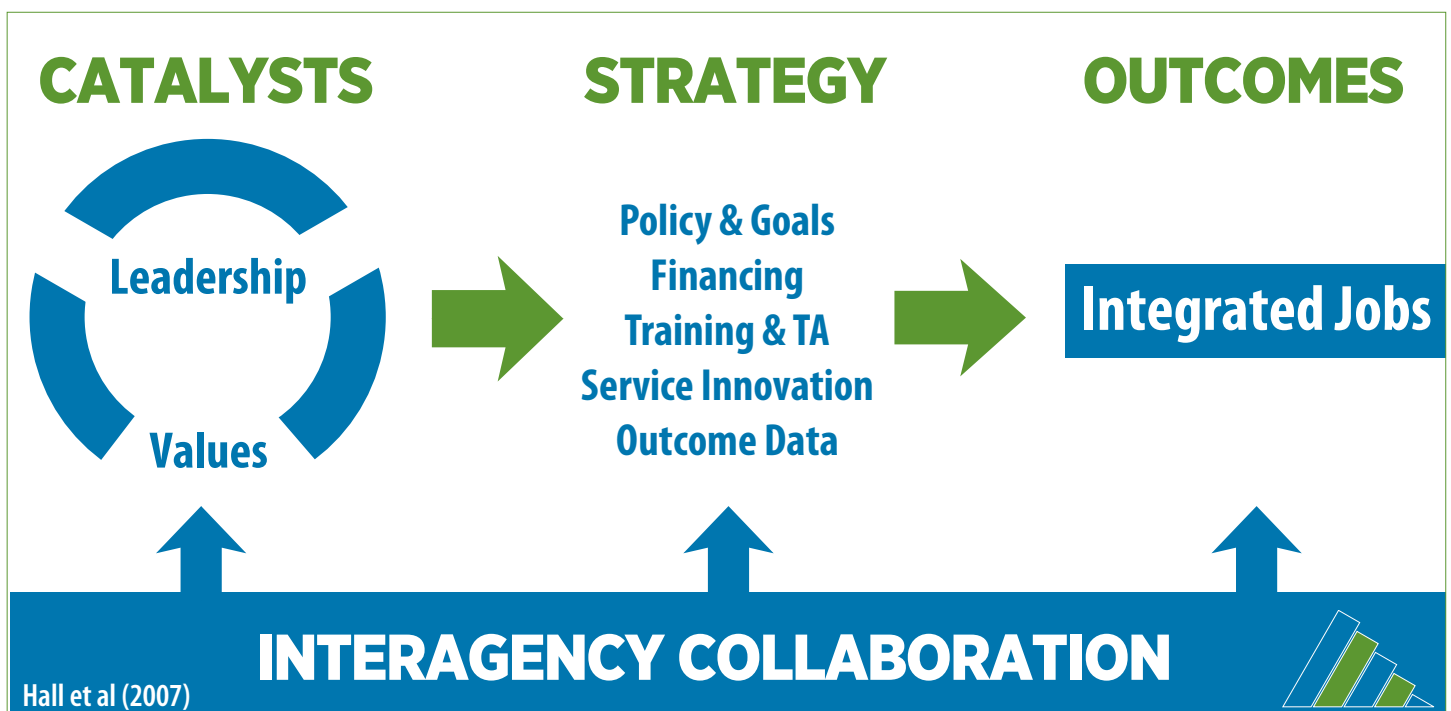 CATALYSTS
Leadership
Values
STRATEGY
Policy & Goals
Financing
Training & TA
Service Innovation
Outcome Data
OUTCOMES
Integrated Jobs
INTERAGENCY COLLABORATION
Hall et al (2007)